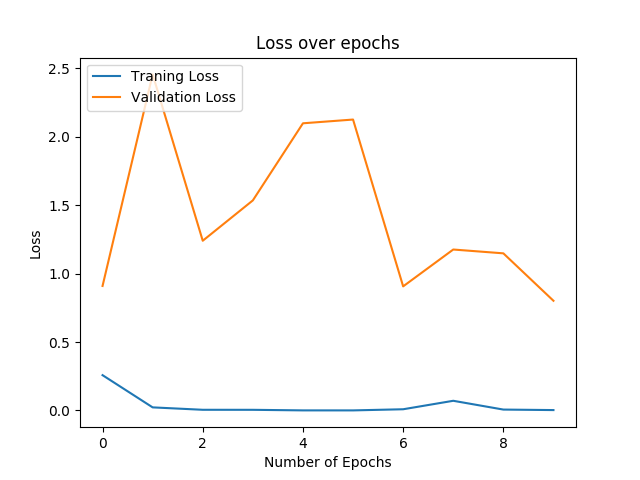 Loss over epochs
Traning Loss
Validation Loss
2.5
2.0
1.5
1.0
0.5
0.0
Loss
0 2 4 6 8
Number of Epochs